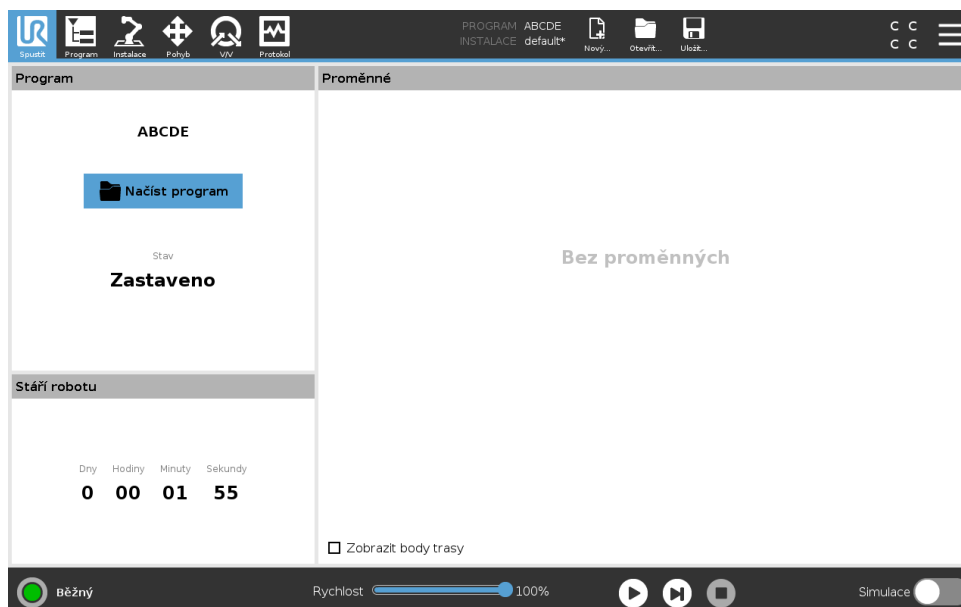 UR
Spustit
Program
Instalace
Pohyb
V/V
Protokol
PROGRAM ABCDE
INSTALACE default*
Nový...
Otevřít...
Uložit...
C C
C C
Program
ABCDE
Načíst program
Stav
Zastaveno
Proměnné
Bez proměnných
Zobrazit body trasy
Stáří robotu
Dny Hodiny Minuty Sekundy
0 00 01 55
Běžný
Rychlost 100%
Simulace